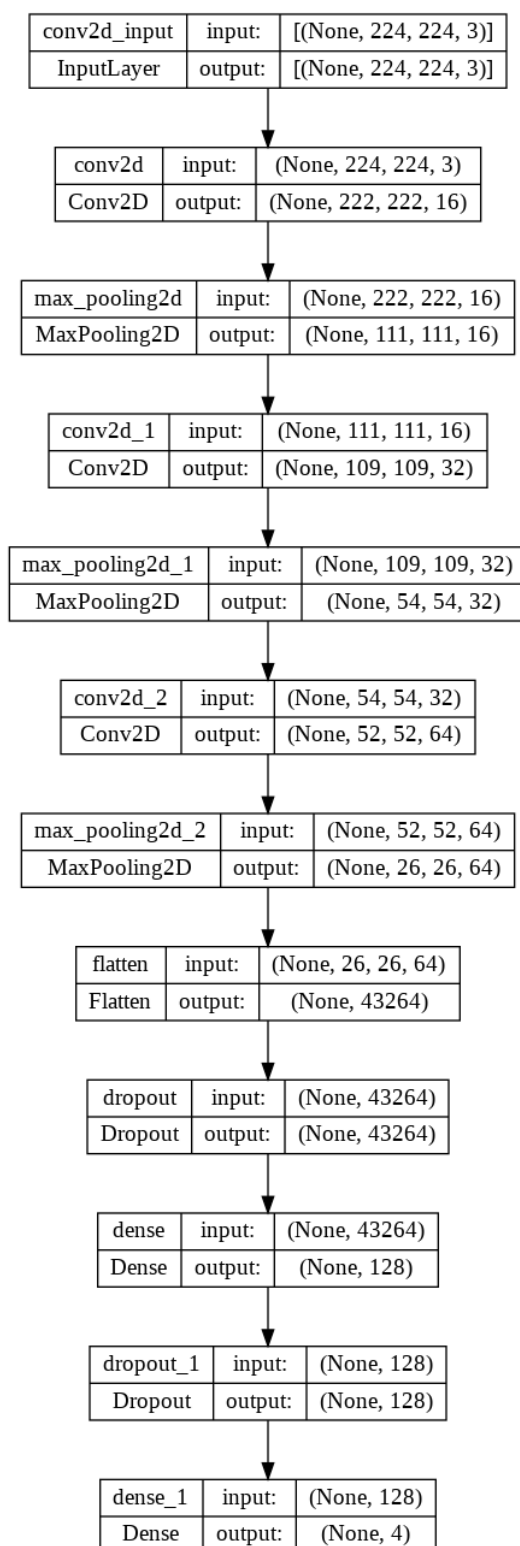 conv2d_input input: [(None, 224, 224, 3)]
InputLayer output: [(None, 224, 224, 3)]
conv2d input: (None, 224, 224, 3)
Conv2D output: (None, 222, 222, 16)
max_pooling2d input: (None, 222, 222, 16)
MaxPooling2D output: (None, 111, 111, 16)
conv2d_1 input: (None, 111, 111, 16)
Conv2D output: (None, 109, 109, 32)
max_pooling2d_1 input: (None, 109, 109, 32)
MaxPooling2D output: (None, 54, 54, 32)
conv2d_2 input: (None, 54, 54, 32)
Conv2D output: (None, 52, 52, 64)
max_pooling2d_2 input: (None, 52, 52, 64)
MaxPooling2D output: (None, 26, 26, 64)
flatten input: (None, 26, 26, 64)
Flatten output: (None, 43264)
dropout input: (None, 43264)
Dropout output: (None, 43264)
dense input: (None, 43264)
Dense output: (None, 128)
dropout_1 input: (None, 128)
Dropout output: (None, 128)
dense_1 input: (None, 128)
Dense output: (None, 4)